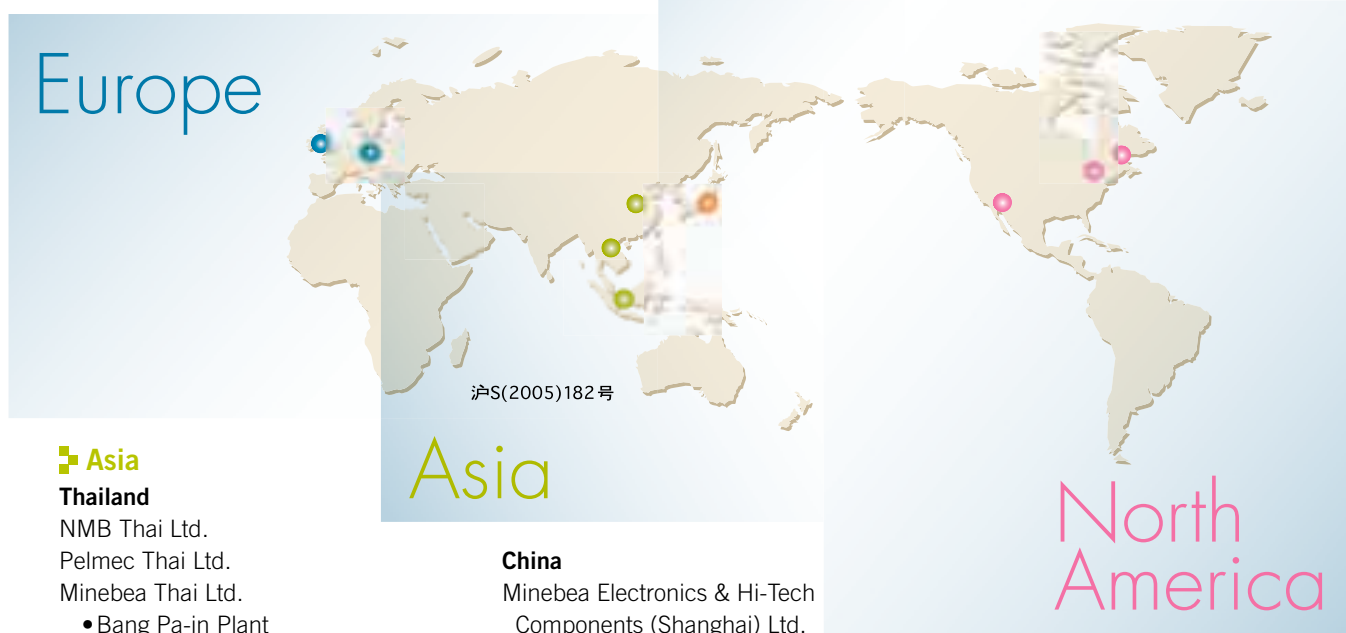 Europe
沪S(2005)182号
Asia
North
America
Asia
Thailand
NMB Thai Ltd.
Pelmec Thai Ltd.
Minebea Thai Ltd.
•Bang Pa-in Plant
China
Minebea Electronics & Hi-Tech
Components (Shanghai) Ltd.